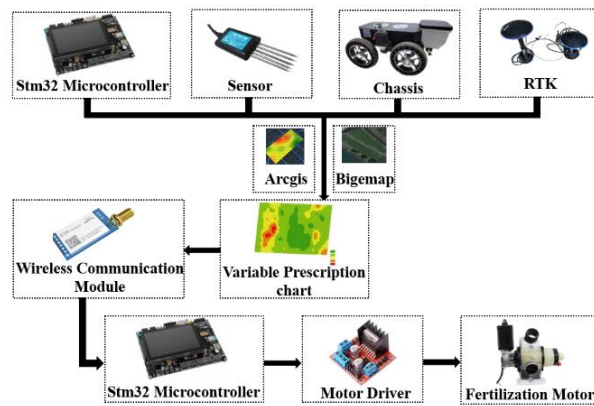 Stm32 Microcontroller
Sensor
Chassis
RTK
Arcgis
Bigemap
Wireless Communication
Module
Variable Prescription
chart
Stm32 Microcontroller
Motor Driver
Fertilization Motor